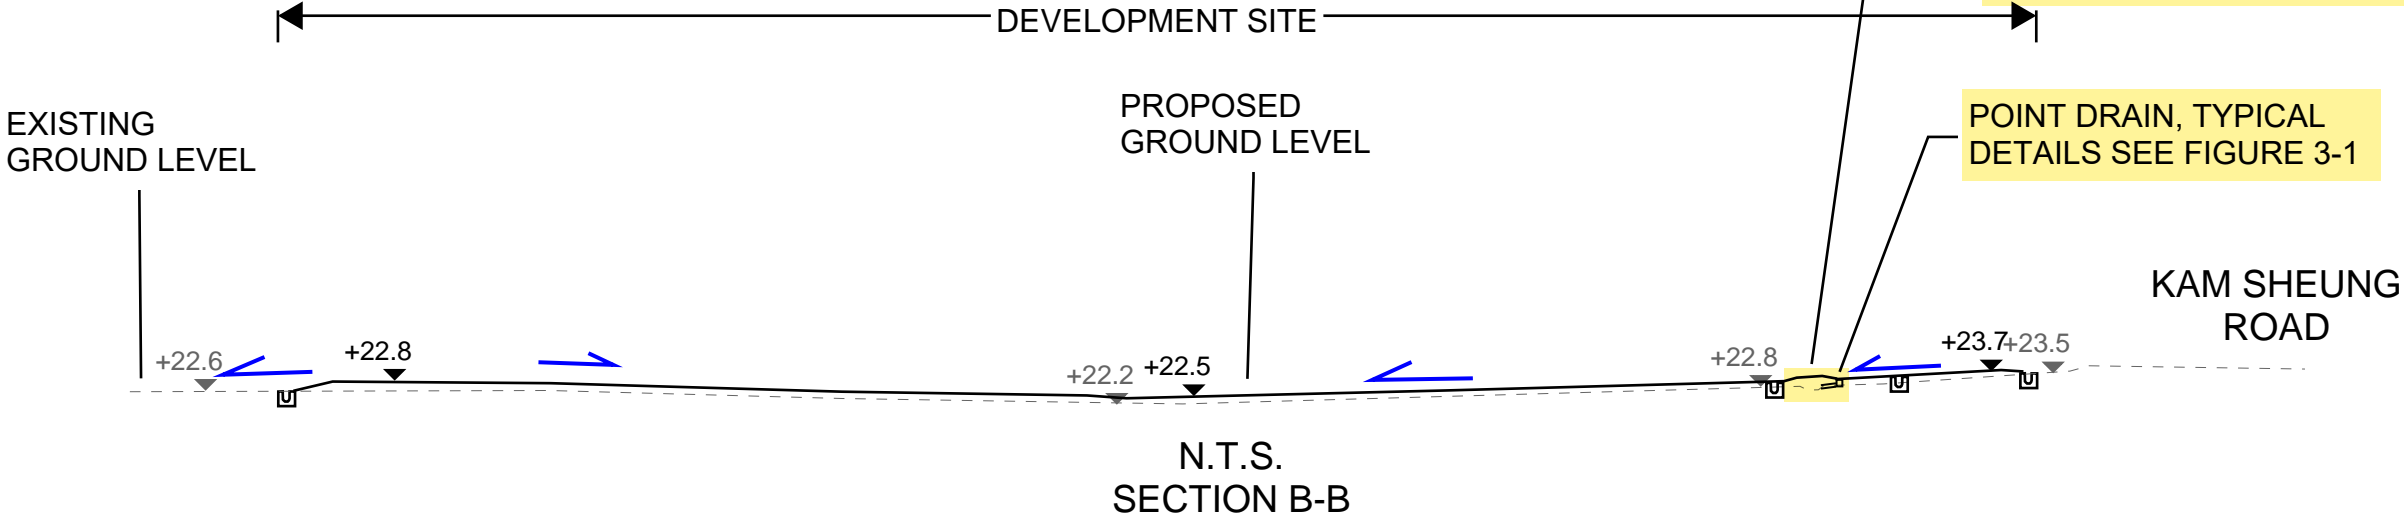 DEVELOPMENT SITE
EXISTING
GROUND LEVEL
PROPOSED
GROUND LEVEL
POINT DRAIN, TYPICAL
DETAILS SEE FIGURE 3-1
KAM SHEUNG
ROAD
+22.6
+22.8
+22.2
+22.5
+22.8
+23.7
+23.5
N.T.S.
SECTION B-B